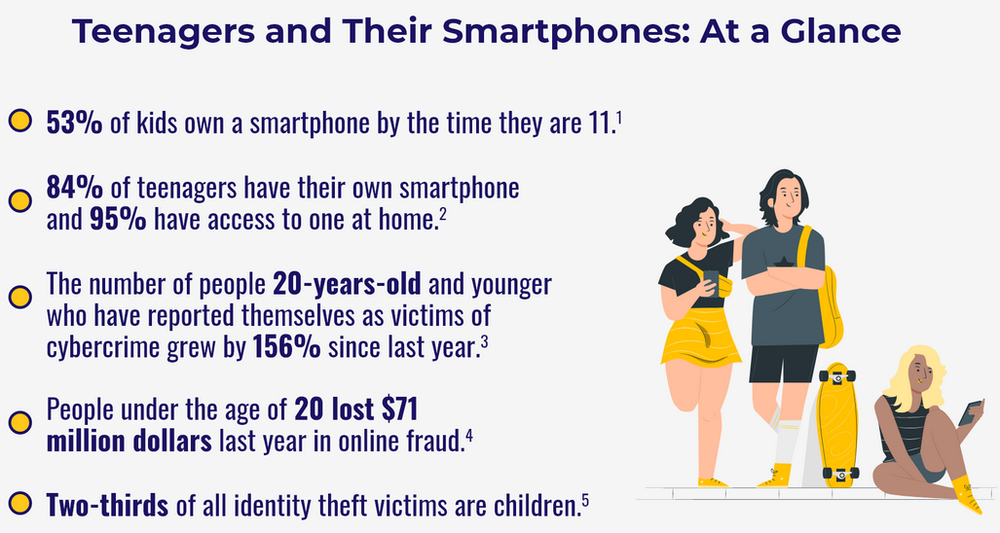 Teenagers and Their Smartphones: At a Glance
53% of kids own a smartphone by the time they are 11.¹
84% of teenagers have their own smartphone
and 95% have access to one at home.²
The number of people 20-years-old and younger
who have reported themselves as victims of
cybercrime grew by 156% since last year.³
People under the age of 20 lost $71
million dollars last year in online fraud.⁴
Two-thirds of all identity theft victims are children.⁵